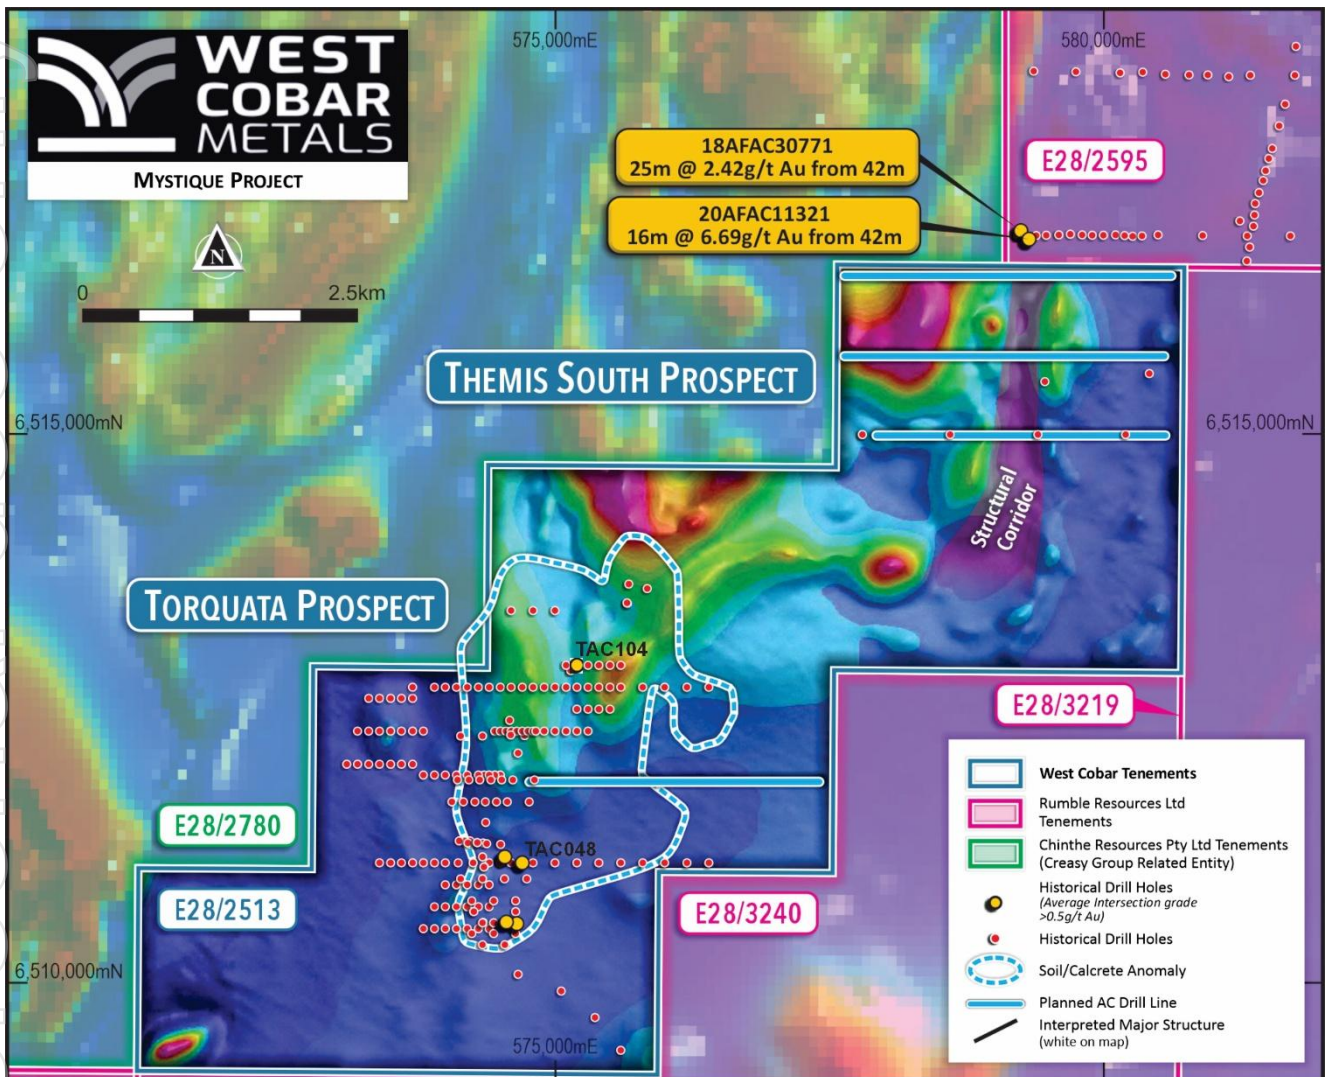 WEST
COBAR
METALS
MYSTIQUE PROJECT
N
0 2.5km
575,000mE
580,000mE
18AFAC30771
25m @ 2.42g/t Au from 42m
20AFAC11321
16m @ 6.69g/t Au from 42m
E28/2595
THEMIS SOUTH PROSPECT
6,515,000mN
6,515,000mN
Structural
Corridor
TORQUATA PROSPECT
TAC104
E28/3219
E28/2780
TAC048
E28/2513
E28/3240
6,510,000mN
575,000mE
West Cobar Tenements
Rumble Resources Ltd
Tenements
Chinthe Resources Pty Ltd Tenements
(Creasy Group Related Entity)
Historical Drill Holes
(Average Intersection grade
>0.5g/t Au)
Historical Drill Holes
Soil/Calcrete Anomaly
Planned AC Drill Line
Interpreted Major Structure
(white on map)